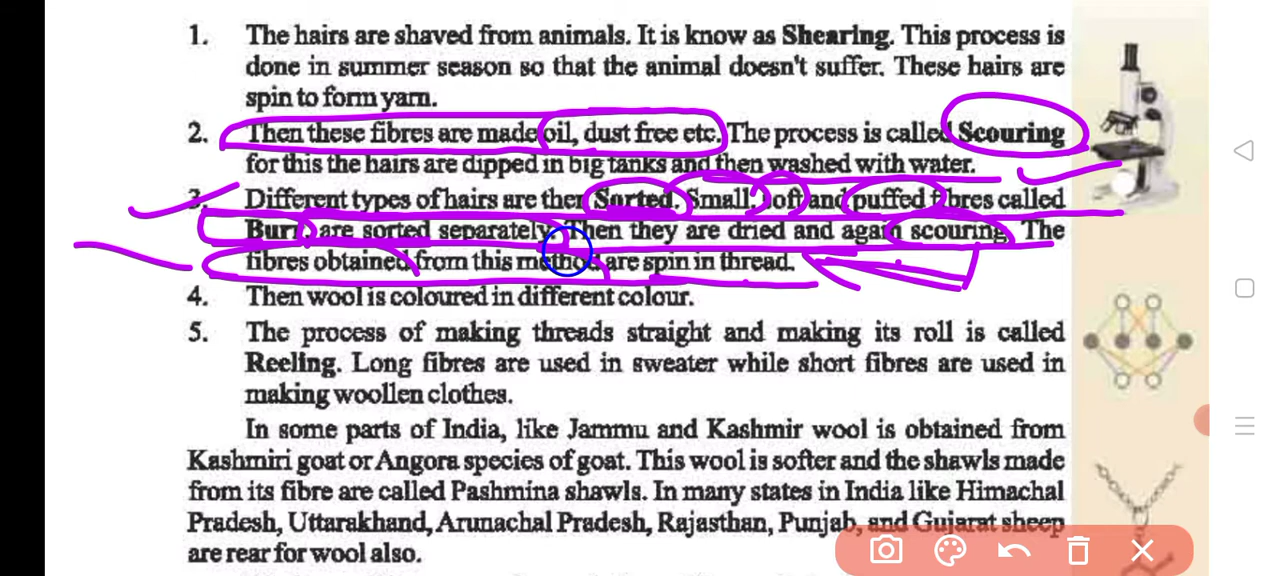 1. The hairs are shaved from animals. It is know as Shearing. This process is
done in summer season so that the animal doesn't suffer. These hairs are
spin to form yarn.
2. Then these fibres are made oil, dust free etc. The process is called Scouring
for this the hairs are dipped in big tanks and then washed with water.
3. Different types of hairs are then Sorted. Small, Soft and puffed fibres called
Burr, are sorted separately. Then they are dried and again scouring. The
fibres obtained from this method are spin in thread.
4. Then wool is coloured in different colour.
5. The process of making threads straight and making its roll is called
Reeling. Long fibres are used in sweater while short fibres are used in
making woollen clothes.
In some parts of India, like Jammu and Kashmir wool is obtained from
Kashmiri goat or Angora species of goat. This wool is softer and the shawls made
from its fibre are called Pashmina shawls. In many states in India like Himachal
Pradesh, Uttarakhand, Arunachal Pradesh, Rajasthan, Punjab, and Gujarat sheep
are rear for wool also.